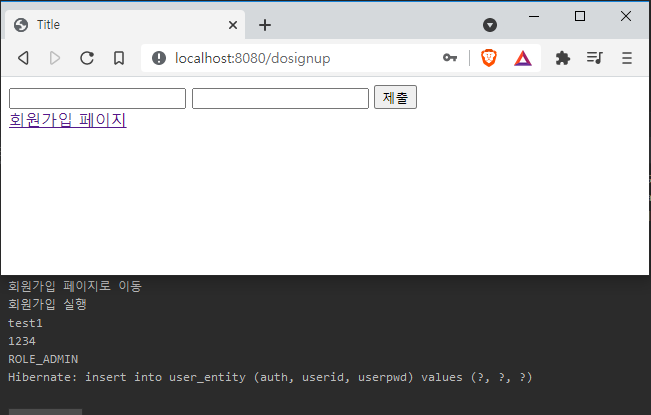 Title
localhost:8080/dosignup
제출
회원가입 페이지
회원가입 페이지로 이동
회원가입 실행
test1
1234
ROLE_ADMIN
Hibernate: insert into user_entity (auth, userid, userpwd) values (?, ?, ?)